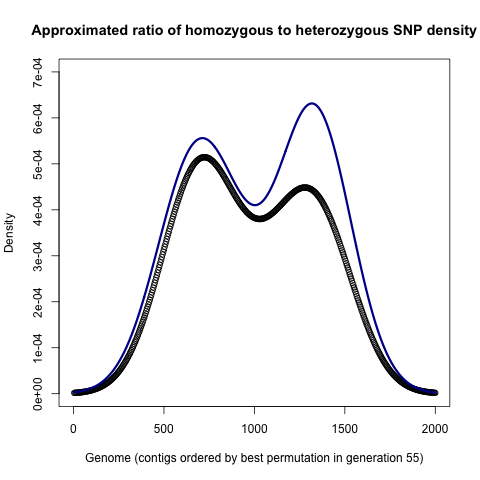 Approximated ratio of homozygous to heterozygous SNP density
7e-04
6e-04
5e-04
4e-04
3e-04
2e-04
1e-04
0e+00
Density
0 500 1000 1500 2000
Genome (contigs ordered by best permutation in generation 55)